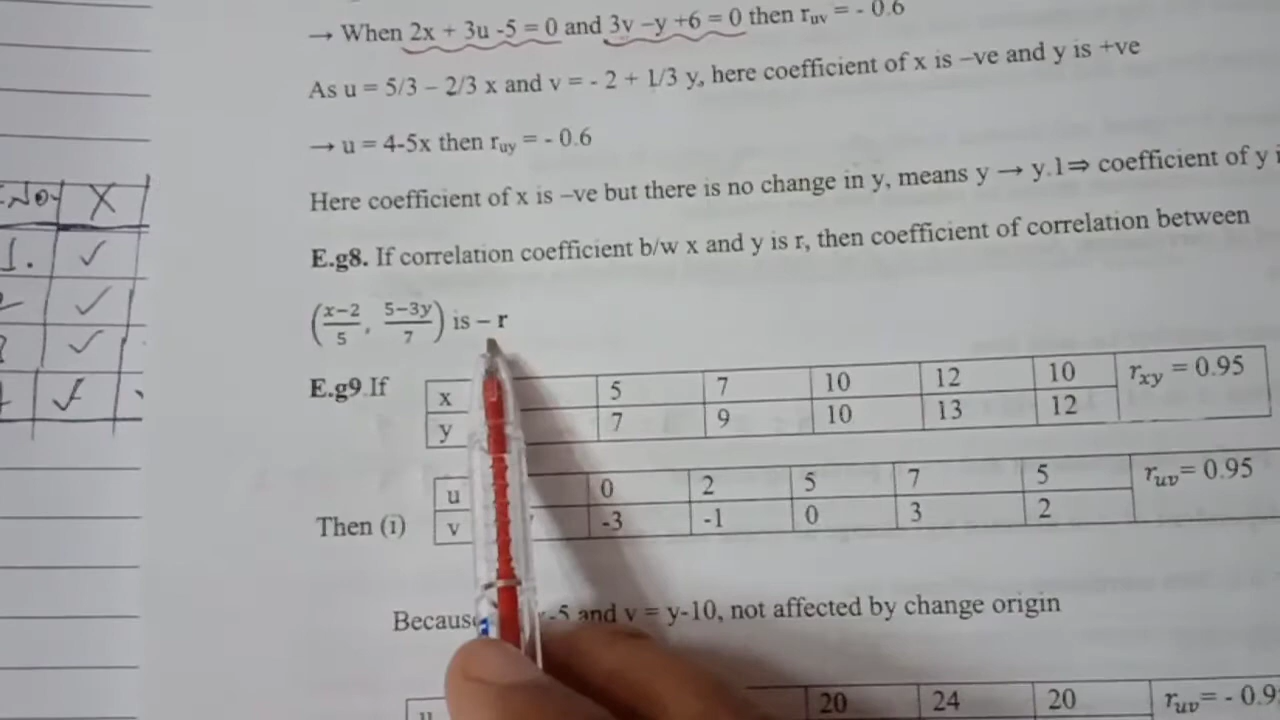 → When 2x + 3u -5 = 0 and 3v –y +6 = 0 then r_uv = - 0.6
As u = 5/3 – 2/3 x and v = - 2 + 1/3 y, here coefficient of x is –ve and y is +ve
→ u = 4-5x then r_uy = - 0.6
Here coefficient of x is –ve but there is no change in y, means y → y.1⇒ coefficient of y
E.g8. If correlation coefficient b/w x and y is r, then coefficient of correlation between
(x−2/5, 5−3y/7) is – r
E.g9.If
x 5 7 10 12 10 r_xy = 0.95
y 7 9 10 13 12
Then (i)
u 0 2 5 7 5 r_uv = 0.95
v -3 -1 0 3 2
-5 and v = y-10, not affected by change origin
u 20 24 20
X
1. ✓
✓
✓
✓